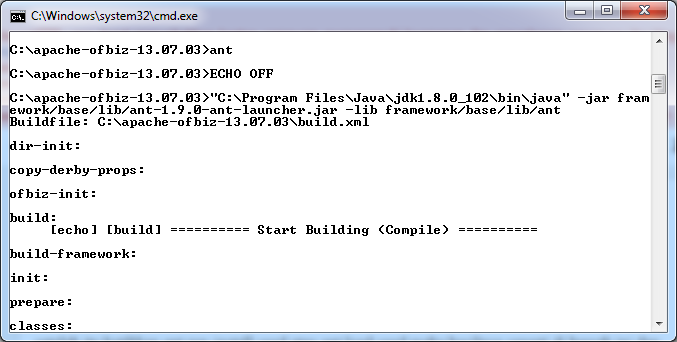 C:\Windows\system32\cmd.exe
C:\apache-ofbiz-13.07.03>ant
C:\apache-ofbiz-13.07.03>ECHO OFF
C:\apache-ofbiz-13.07.03>"C:\Program Files\Java\jdk1.8.0_102\bin\java" -jar fram
ework/base/lib/ant-1.9.0-ant-launcher.jar -lib framework/base/lib/ant
Buildfile: C:\apache-ofbiz-13.07.03\build.xml
dir-init:
copy-derby-props:
ofbiz-init:
build:
[echo] [build] ========== Start Building (Compile) ==========
build-framework:
init:
prepare:
classes: